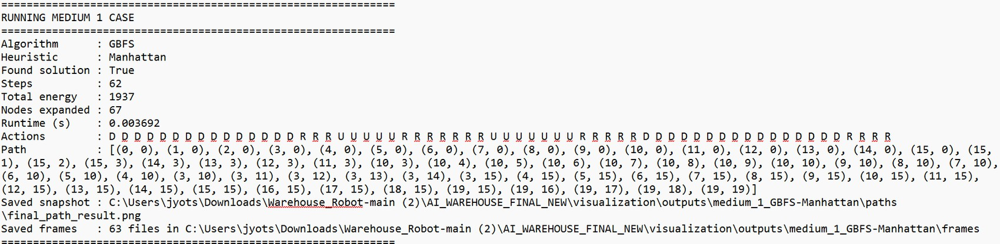 ==============================================================
RUNNING MEDIUM 1 CASE
==============================================================
Algorithm      : GBFS
Heuristic      : Manhattan
Found solution : True
Steps          : 62
Total energy   : 1937
Nodes expanded : 67
Runtime (s)    : 0.003692
Actions        : D D D D D D D D D D D D D D D R R R U U U U U R R R R R R R U U U U U U U R R R R R D D D D D D D D D D D D D D D D R R R R
Path           : [(0, 0), (1, 0), (2, 0), (3, 0), (4, 0), (5, 0), (6, 0), (7, 0), (8, 0), (9, 0), (10, 0), (11, 0), (12, 0), (13, 0), (14, 0), (15, 0), (15,
1), (15, 2), (15, 3), (14, 3), (13, 3), (12, 3), (11, 3), (10, 3), (10, 4), (10, 5), (10, 6), (10, 7), (10, 8), (10, 9), (10, 10), (9, 10), (8, 10), (7, 10),
(6, 10), (5, 10), (4, 10), (3, 10), (3, 11), (3, 12), (3, 13), (3, 14), (3, 15), (4, 15), (5, 15), (6, 15), (7, 15), (8, 15), (9, 15), (10, 15), (11, 15),
(12, 15), (13, 15), (14, 15), (15, 15), (16, 15), (17, 15), (18, 15), (19, 15), (19, 16), (19, 17), (19, 18), (19, 19)]
Saved snapshot : C:\Users\jyots\Downloads\Warehouse_Robot-main (2)\AI_WAREHOUSE_FINAL_NEW\visualization\outputs\medium_1_GBFS-Manhattan\paths
\final_path_result.png
Saved frames   : 63 files in C:\Users\jyots\Downloads\Warehouse_Robot-main (2)\AI_WAREHOUSE_FINAL_NEW\visualization\outputs\medium_1_GBFS-Manhattan\frames
==============================================================